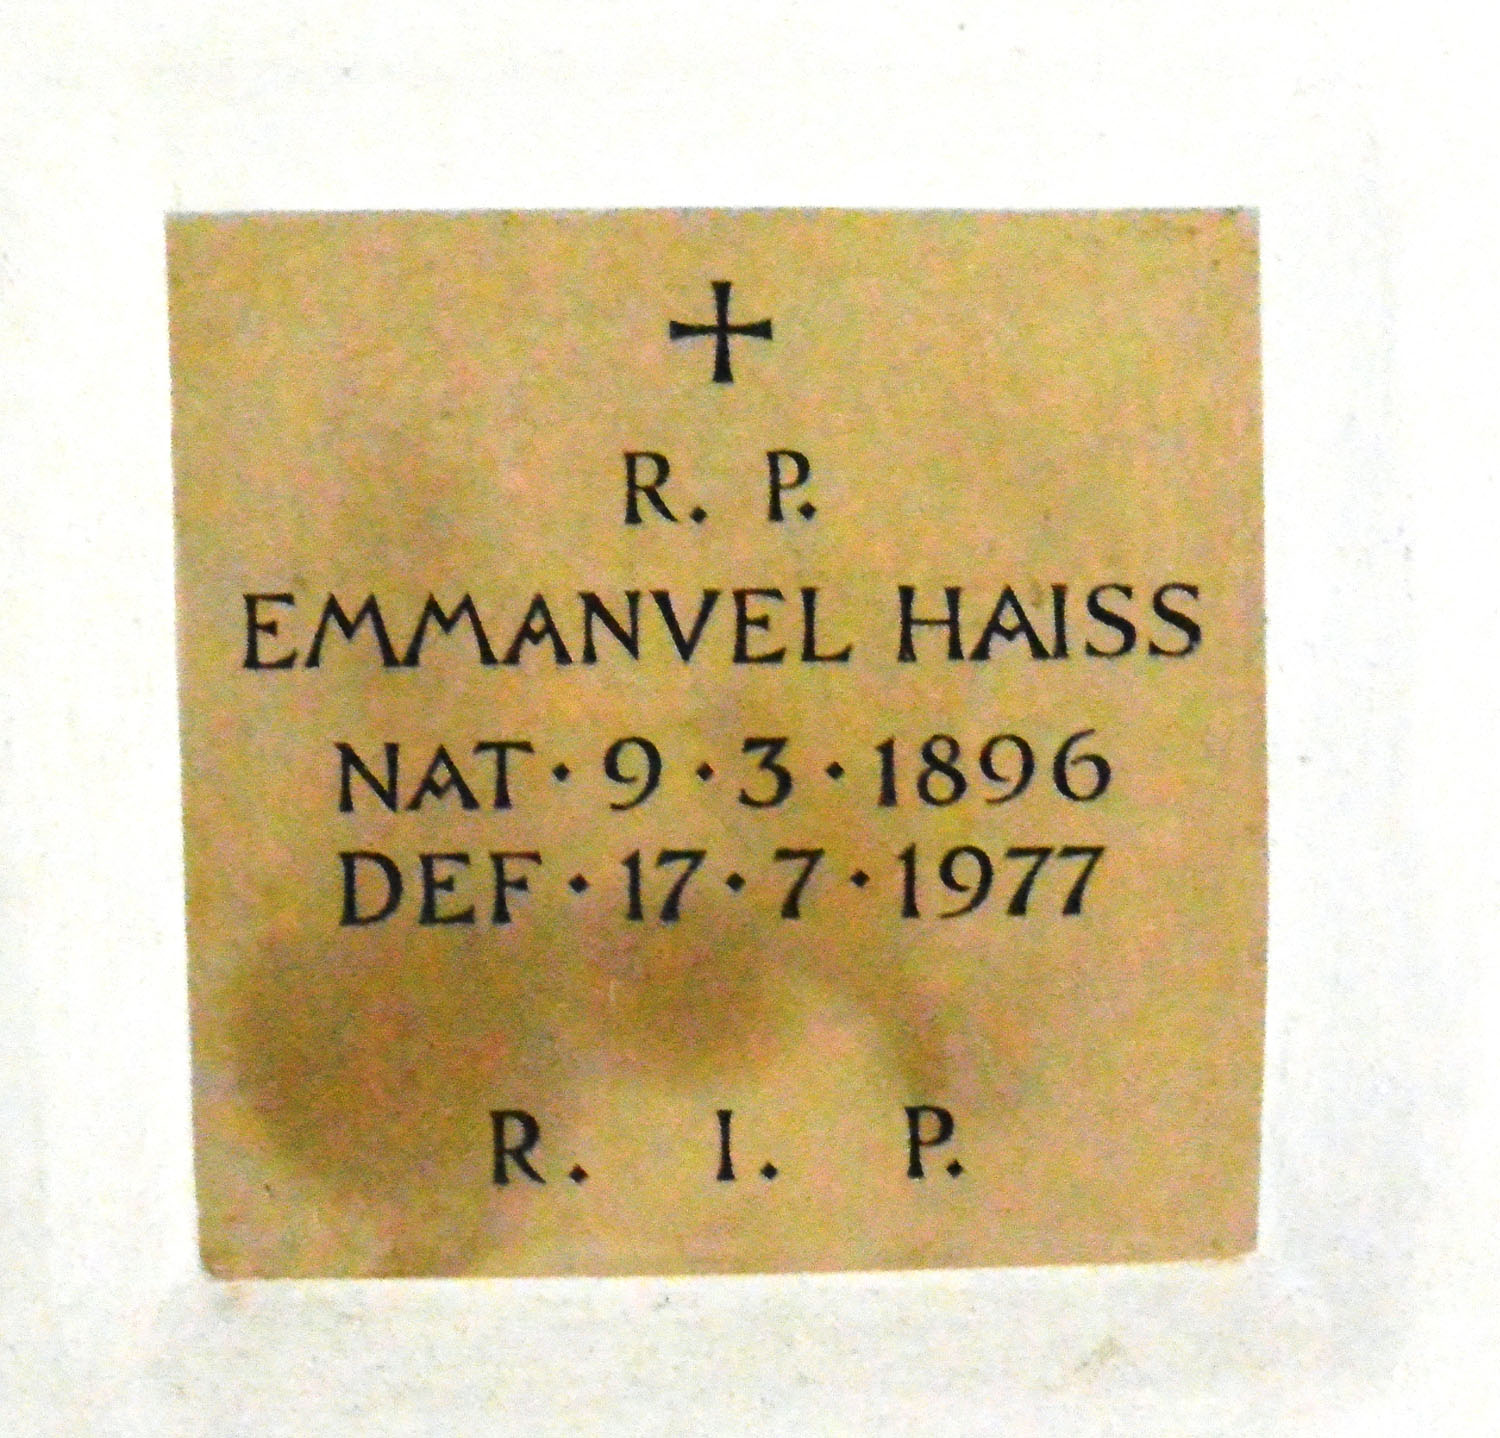 R. P.
EMMANVEL HAISS
NAT · 9 · 3 · 1896
DEF · 17 · 7 · 1977
R. I. P.